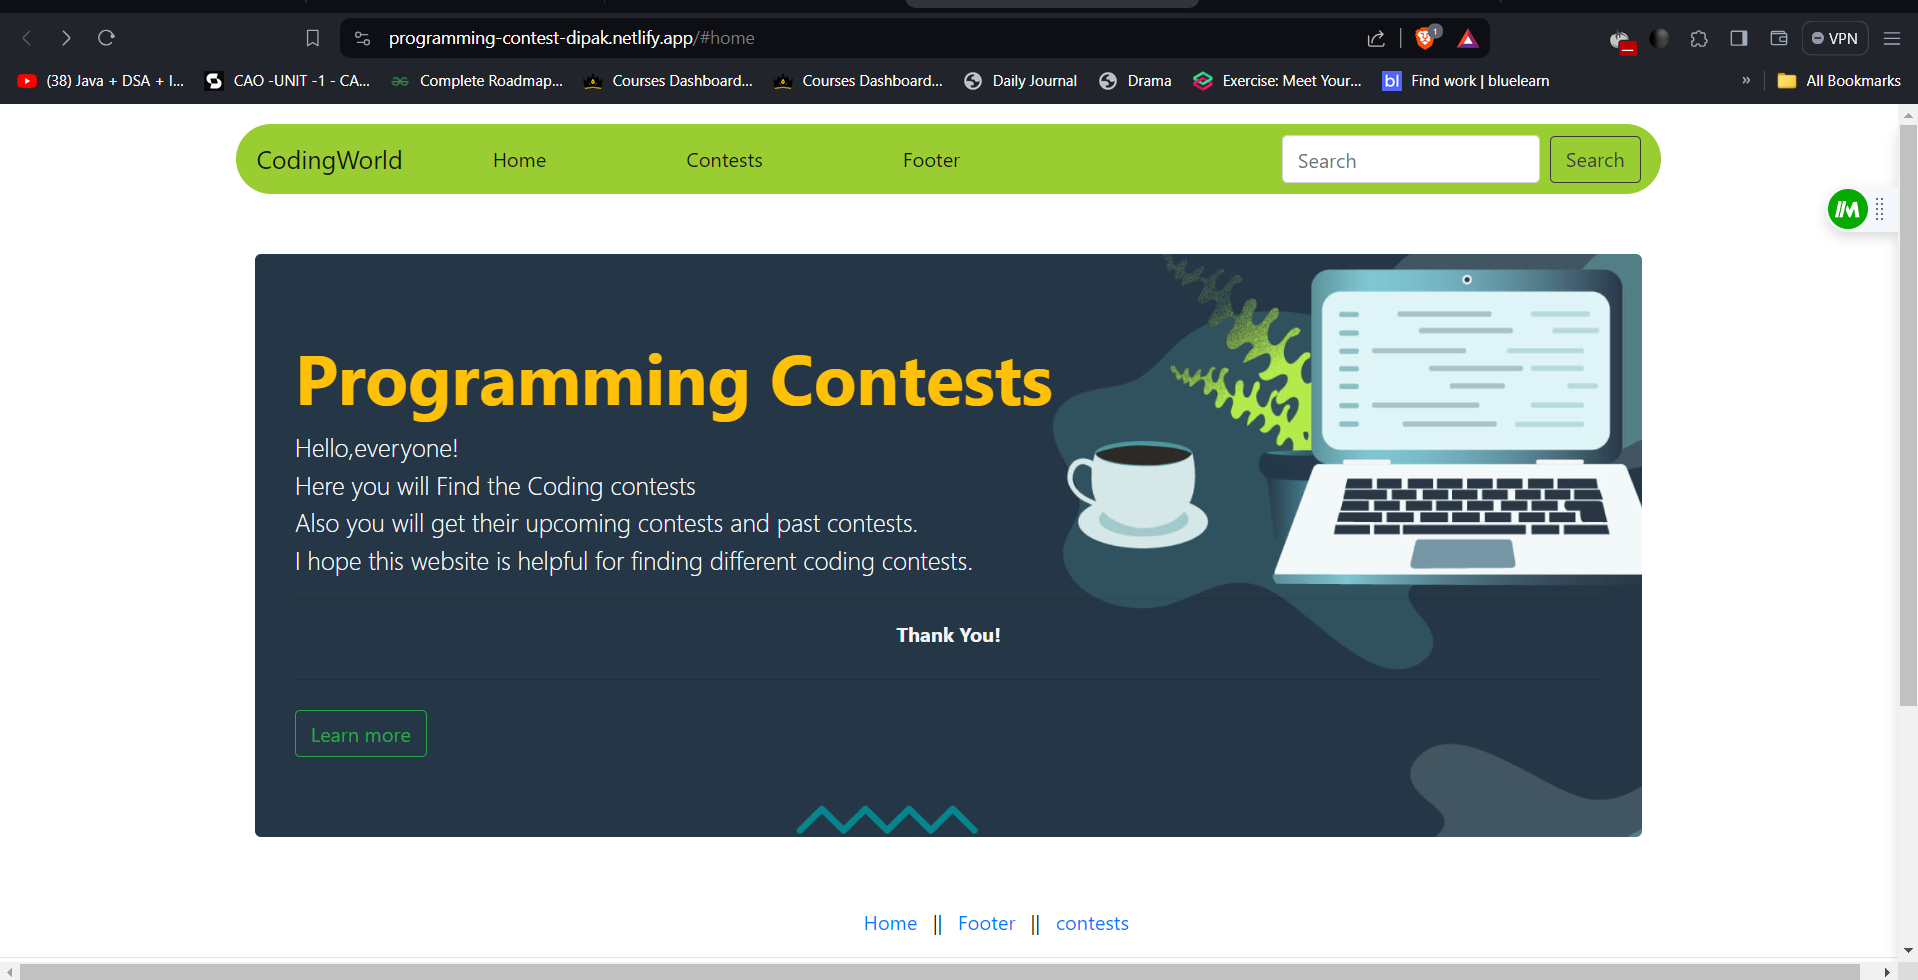 programming-contest-dipak.netlify.app/#home
1
VPN
(38) Java + DSA + I...
CAO -UNIT -1 - CA...
Complete Roadmap...
Courses Dashboard...
Courses Dashboard...
Daily Journal
Drama
Exercise: Meet Your...
bl
Find work | bluelearn
»
All Bookmarks
CodingWorld
Home
Contests
Footer
Search
Search
Programming Contests
Hello,everyone!
Here you will Find the Coding contests
Also you will get their upcoming contests and past contests.
I hope this website is helpful for finding different coding contests.
Thank You!
Learn more
Home || Footer || contests